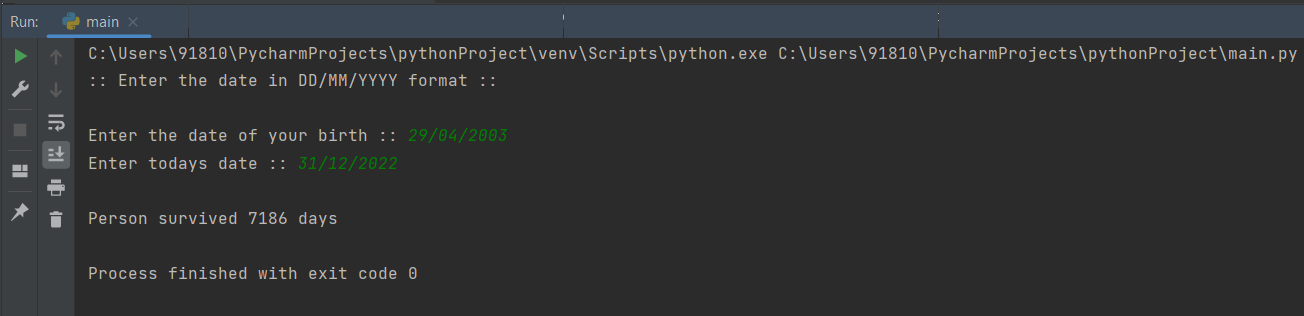 Run: main
C:\Users\91810\PycharmProjects\pythonProject\venv\Scripts\python.exe C:\Users\91810\PycharmProjects\pythonProject\main.py
:: Enter the date in DD/MM/YYYY format ::
Enter the date of your birth :: 29/04/2003
Enter todays date :: 31/12/2022
Person survived 7186 days
Process finished with exit code 0